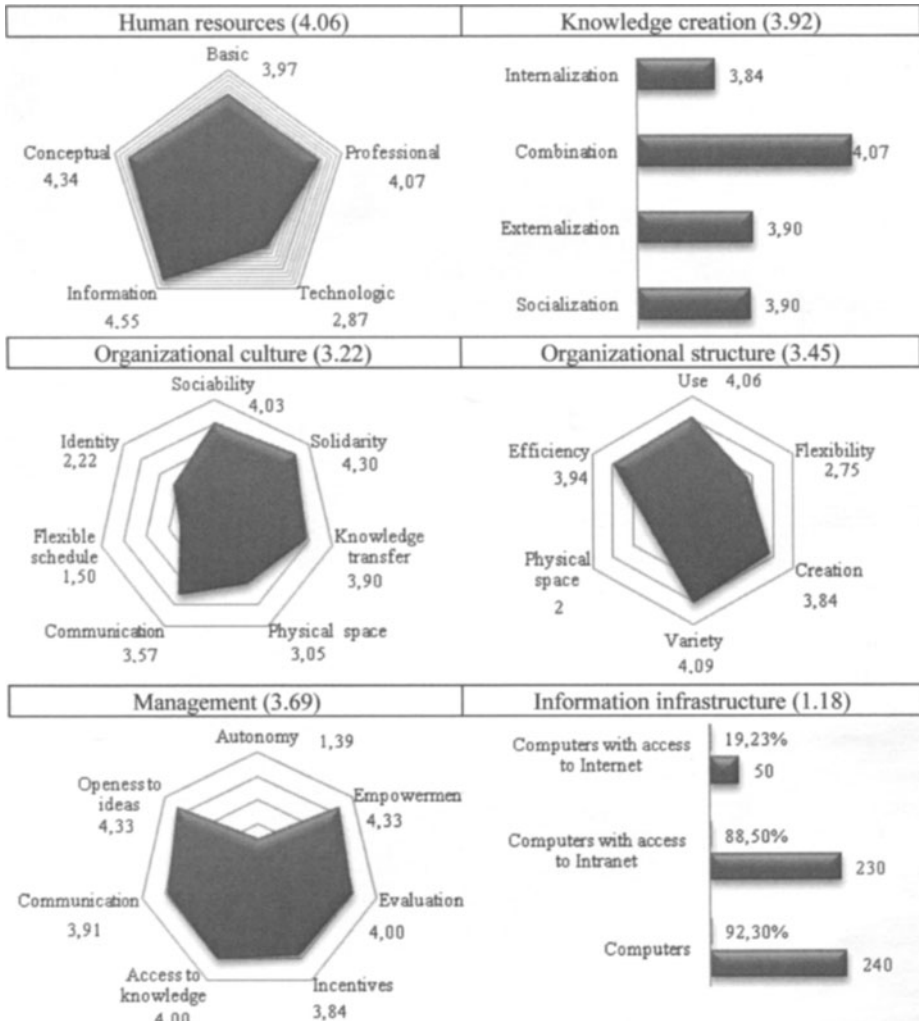 Human resources (4.06)
Basic
3,97
Conceptual
4,34
Professional
4,07
Information
4,55
Technologic
2,87
Knowledge creation (3.92)
Internalization
3,84
Combination
4,07
Externalization
3,90
Socialization
3,90
Organizational culture (3.22)
Sociability
4,03
Identity
2,22
Solidarity
4,30
Flexible
schedule
1,50
Knowledge
transfer
3,90
Communication
3,57
Physical space
3,05
Organizational structure (3.45)
Use
4,06
Efficiency
3,94
Flexibility
2,75
Physical
space
2
Creation
3,84
Variety
4,09
Management (3.69)
Autonomy
1,39
Openess to
ideas
4,33
Empowermen
4,33
Communication
3,91
Evaluation
4,00
Access to
knowledge
4,00
Incentives
3,84
Information infrastructure (1.18)
Computers with access
to Internet
19,23%
50
Computers with access
to Intranet
88,50%
230
Computers
92,30%
240